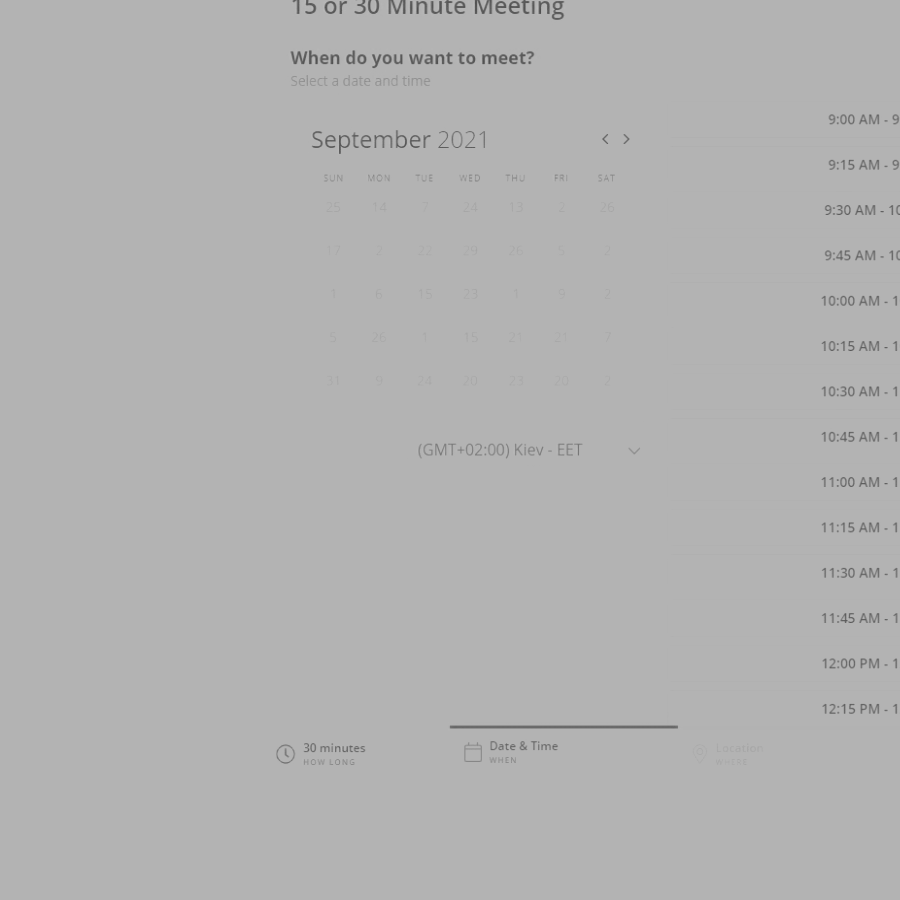 15 or 30 Minute Meeting
When do you want to meet?
Select a date and time
September 2021
SUN MON TUE WED THU FRI SAT
25 14 7 24 13 2 26
17 2 22 29 26 5 2
1 6 15 23 1 9 2
5 26 1 15 21 21 7
31 9 24 20 23 20 2
(GMT+02:00) Kiev - EET
9:00 AM - 9
9:15 AM - 9
9:30 AM - 10
9:45 AM - 10
10:00 AM - 1
10:15 AM - 1
10:30 AM - 1
10:45 AM - 1
11:00 AM - 1
11:15 AM - 1
11:30 AM - 1
11:45 AM - 1
12:00 PM - 1
12:15 PM - 1
30 minutes
HOW LONG
Date & Time
WHEN
Location
WHERE